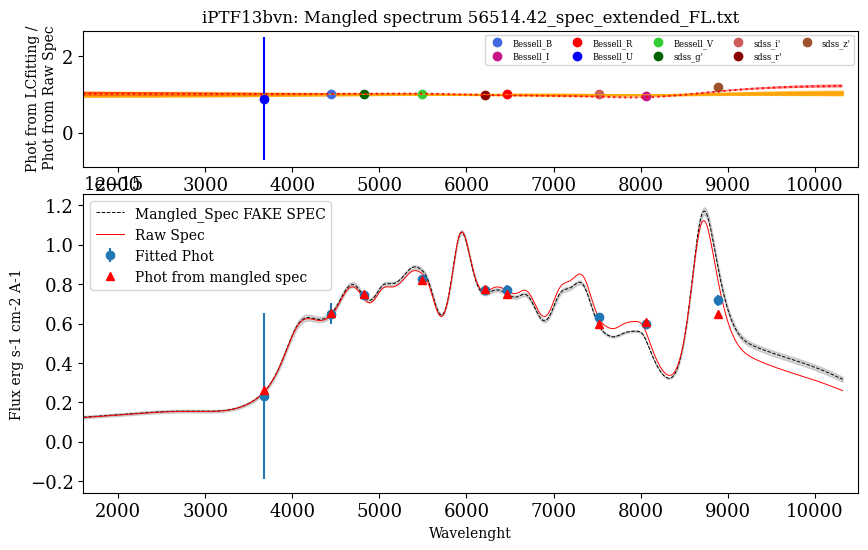 iPTF13bvn: Mangled spectrum 56514.42_spec_extended_FL.txt
Phot from LCfitting /
Phot from Raw Spec
2
0
Bessell_B
Bessell_R
Bessell_V
sdss_i'
sdss_z'
Bessell_I
Bessell_U
sdss_g'
sdss_r'
2000 3000 4000 5000 6000 7000 8000 9000 10000
1e−15
Flux erg s-1 cm-2 A-1
1.2
1.0
0.8
0.6
0.4
0.2
0.0
−0.2
Mangled_Spec FAKE SPEC
Raw Spec
Fitted Phot
Phot from mangled spec
2000 3000 4000 5000 6000 7000 8000 9000 10000
Wavelenght